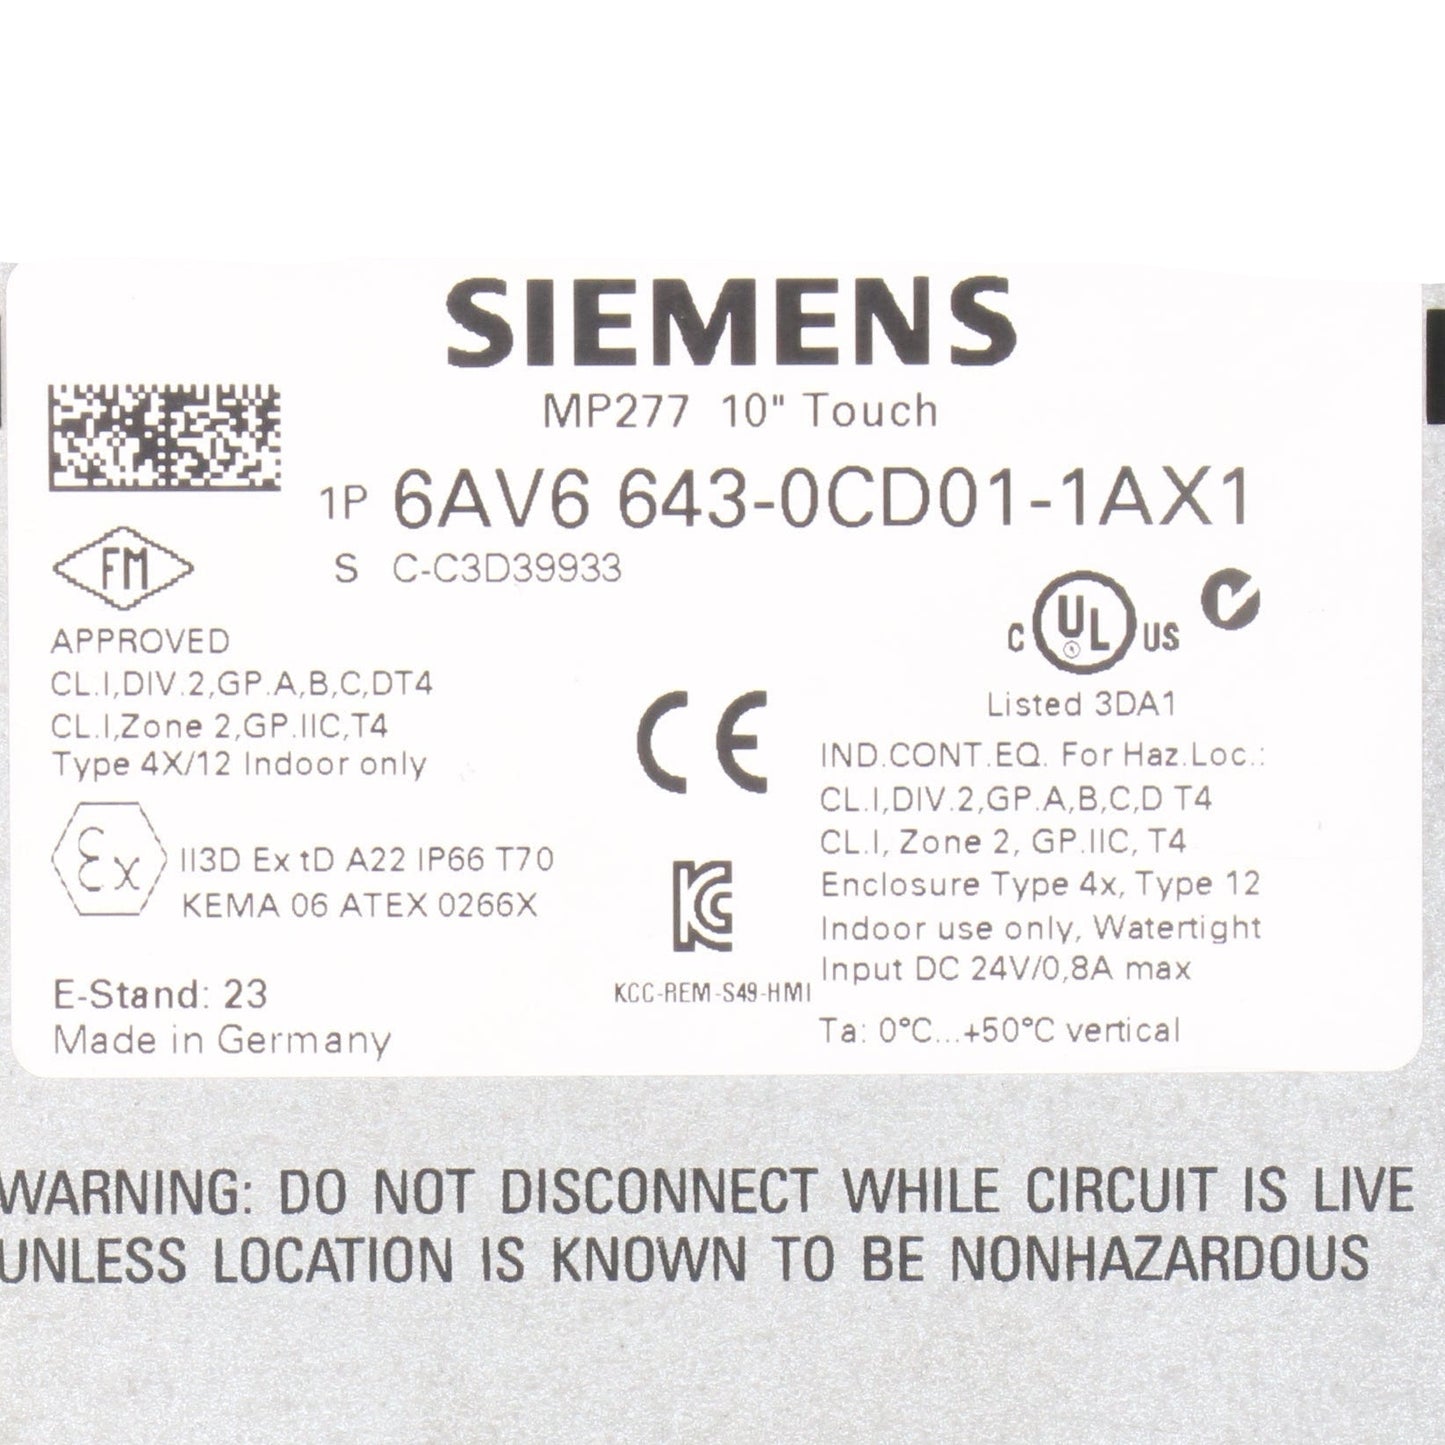 SIEMENS
MP277 10" Touch
1P 6AV6 643-0CD01-1AX1
S C-C3D39933
FM
APPROVED
CL.I,DIV.2,GP.A,B,C,DT4
CL.I,Zone 2,GP.IIC,T4
Type 4X/12 Indoor only
Ex
II3D Ex tD A22 IP66 T70
KEMA 06 ATEX 0266X
E-Stand: 23
Made in Germany
CE
KC
KCC-REM-S49-HMI
C UL US
Listed 3DA1
IND.CONT.EQ. For Haz.Loc.:
CL.I,DIV.2,GP.A,B,C,D T4
CL.I, Zone 2, GP.IIC, T4
Enclosure Type 4x, Type 12
Indoor use only, Watertight
Input DC 24V/0,8A max
Ta: 0°C...+50°C vertical
WARNING: DO NOT DISCONNECT WHILE CIRCUIT IS LIVE
UNLESS LOCATION IS KNOWN TO BE NONHAZARDOUS